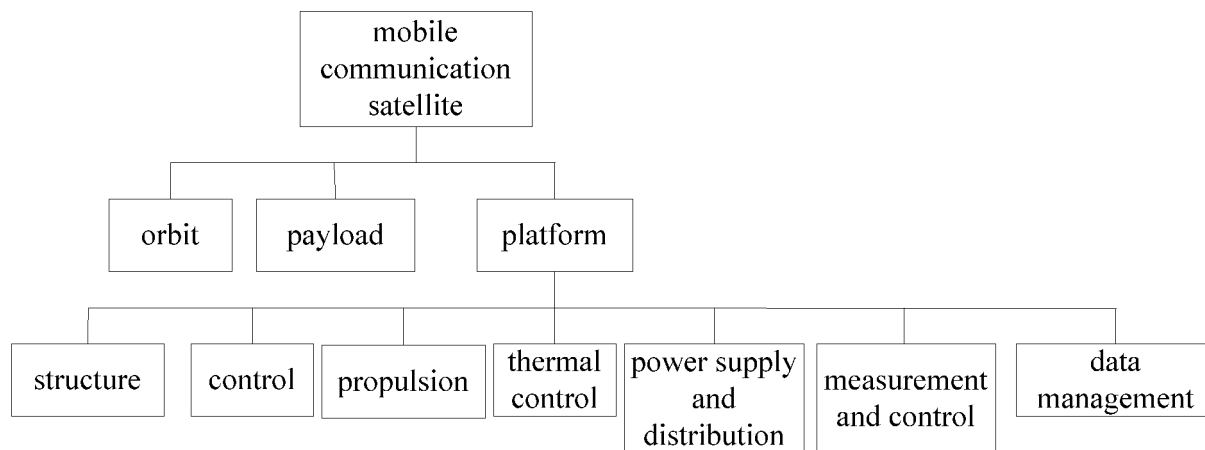 mobile
communication
satellite
orbit
payload
platform
structure
control
propulsion
thermal
control
power supply
and
distribution
measurement
and control
data
management